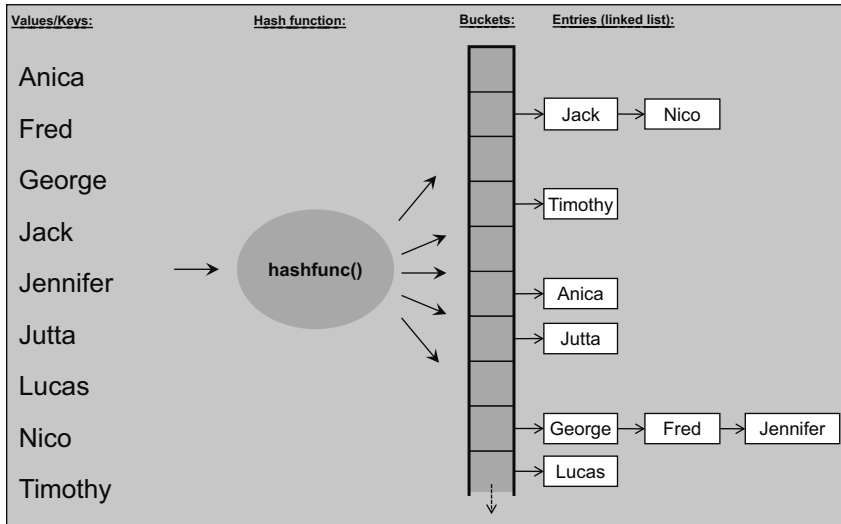 Values/Keys:
Hash function:
Buckets:
Entries (linked list):
Anica
Fred
George
Jack
Jennifer
Jutta
Lucas
Nico
Timothy
hashfunc()
Jack
Nico
Timothy
Anica
Jutta
George
Fred
Jennifer
Lucas